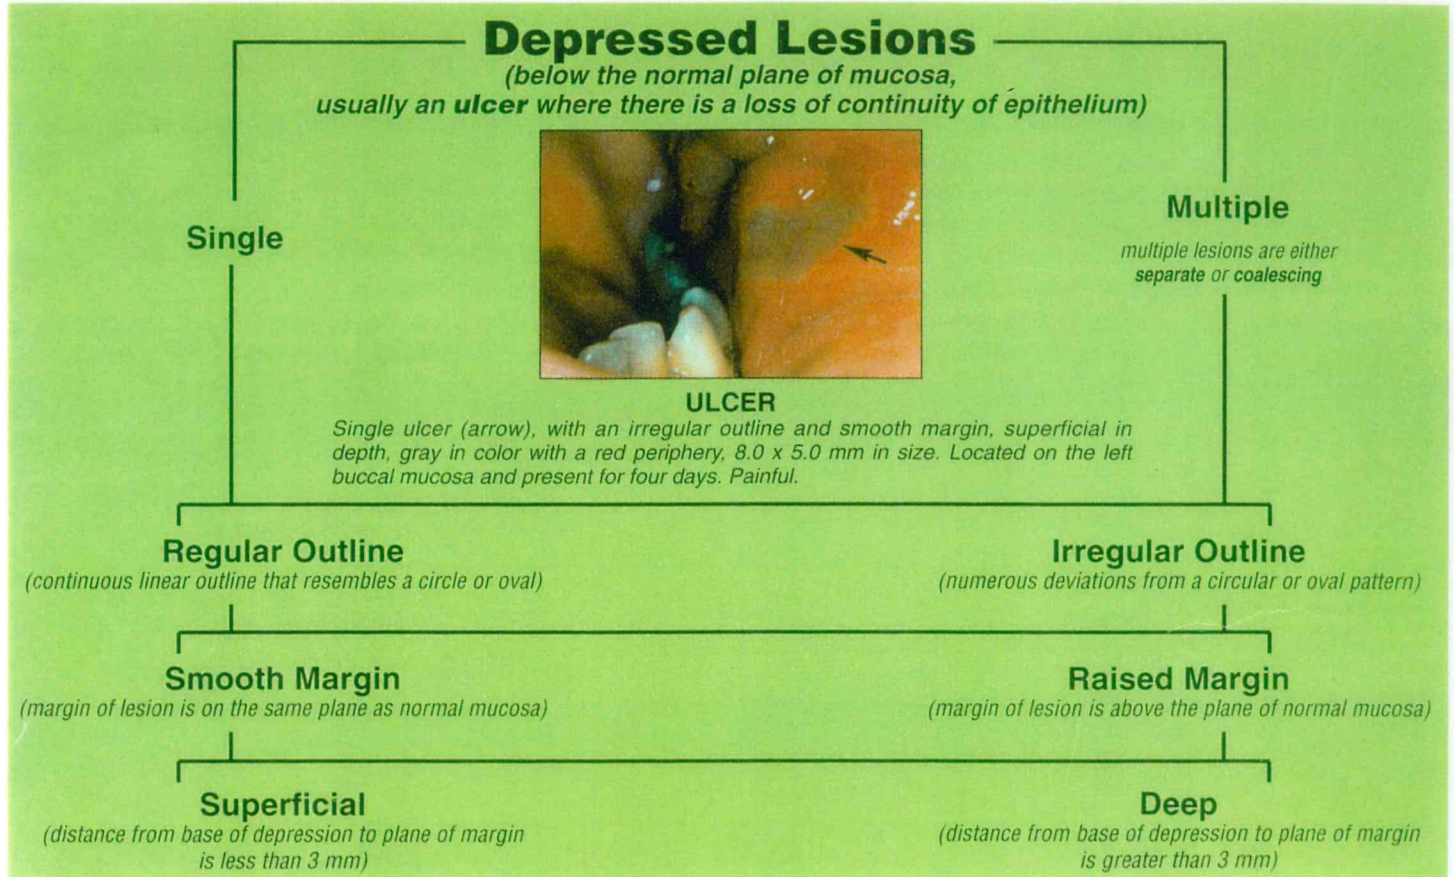 Depressed Lesions
(below the normal plane of mucosa,
usually an ulcer where there is a loss of continuity of epithelium)
Single
Multiple
multiple lesions are either
separate or coalescing
ULCER
Single ulcer (arrow), with an irregular outline and smooth margin, superficial in
depth, gray in color with a red periphery, 8.0 x 5.0 mm in size. Located on the left
buccal mucosa and present for four days. Painful.
Regular Outline
(continuous linear outline that resembles a circle or oval)
Irregular Outline
(numerous deviations from a circular or oval pattern)
Smooth Margin
(margin of lesion is on the same plane as normal mucosa)
Raised Margin
(margin of lesion is above the plane of normal mucosa)
Superficial
(distance from base of depression to plane of margin
is less than 3 mm)
Deep
(distance from base of depression to plane of margin
is greater than 3 mm)